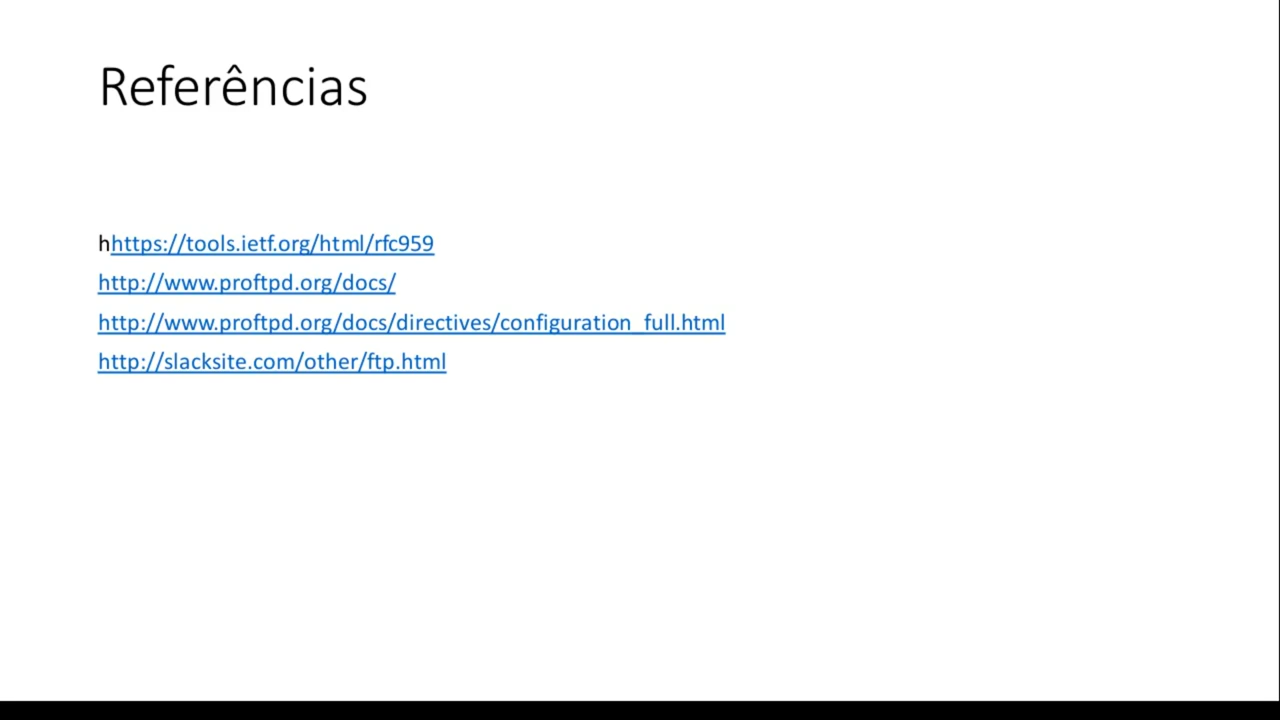 Referências
hhttps://tools.ietf.org/html/rfc959
http://www.proftpd.org/docs/
http://www.proftpd.org/docs/directives/configuration_full.html
http://slacksite.com/other/ftp.html